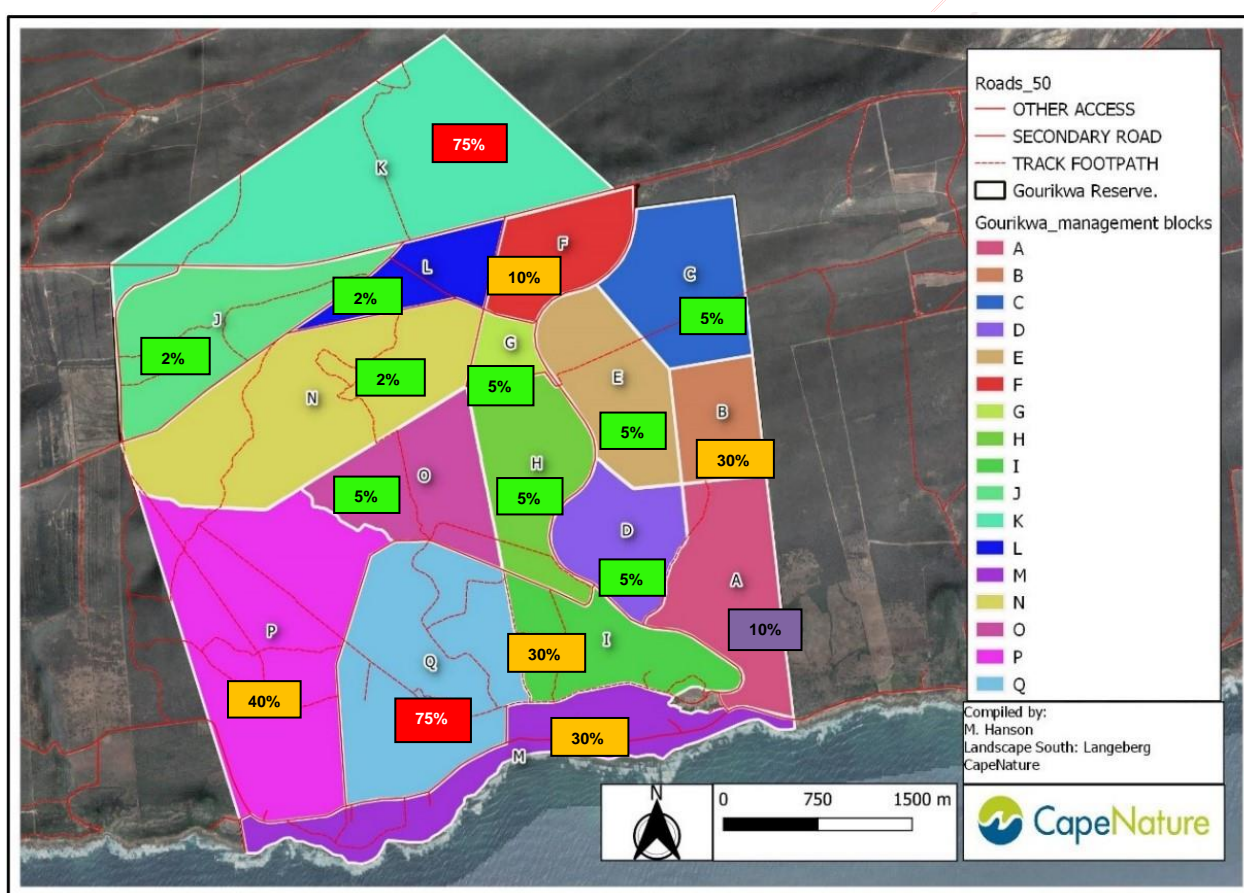 Roads_50
OTHER ACCESS
SECONDARY ROAD
TRACK FOOTPATH
Gourikwa Reserve.
Gourikwa_management blocks
A
B
C
D
E
F
G
H
I
J
K
L
M
N
O
P
Q
Compiled by:
M. Hanson
Landscape South: Langeberg
CapeNature
CapeNature
75%
K
F
L
10%
C
2%
5%
J
2%
G
2%
5%
N
E
B
5%
30%
O
H
5%
5%
D
5%
A
10%
P
I
30%
Q
40%
75%
30%
M
N
0 750 1500 m